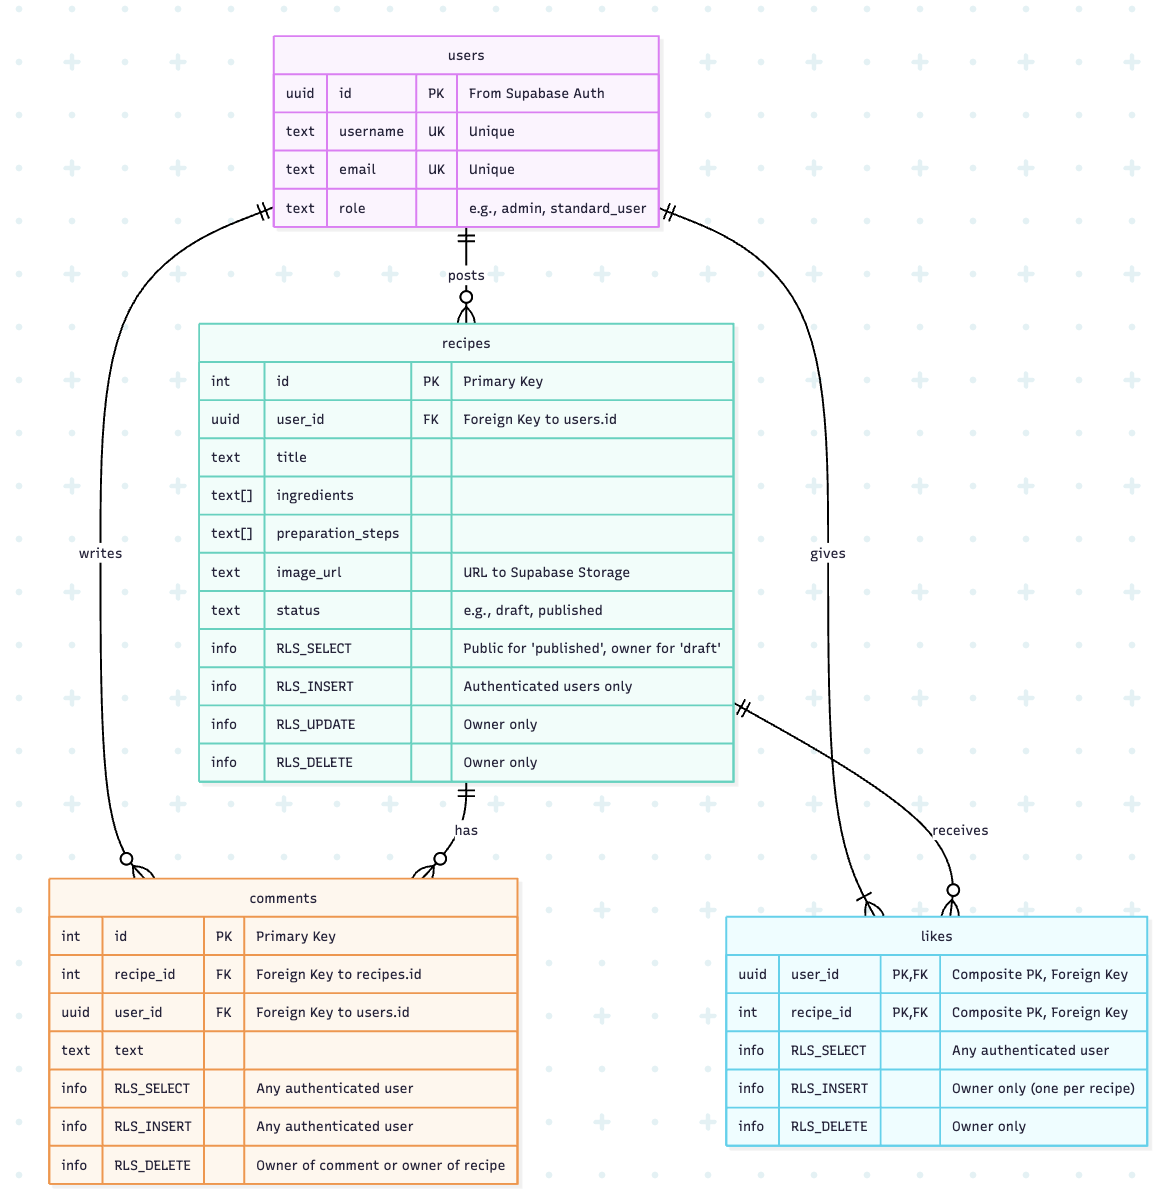 users
uuid id PK From Supabase Auth
text username UK Unique
text email UK Unique
text role e.g., admin, standard_user
posts
recipes
int id PK Primary Key
uuid user_id FK Foreign Key to users.id
text title
text[] ingredients
text[] preparation_steps
writes
gives
text image_url URL to Supabase Storage
text status e.g., draft, published
info RLS_SELECT Public for 'published', owner for 'draft'
info RLS_INSERT Authenticated users only
info RLS_UPDATE Owner only
info RLS_DELETE Owner only
has
receives
comments
int id PK Primary Key
int recipe_id FK Foreign Key to recipes.id
uuid user_id FK Foreign Key to users.id
text text
info RLS_SELECT Any authenticated user
info RLS_INSERT Any authenticated user
info RLS_DELETE Owner of comment or owner of recipe
likes
uuid user_id PK,FK Composite PK, Foreign Key
int recipe_id PK,FK Composite PK, Foreign Key
info RLS_SELECT Any authenticated user
info RLS_INSERT Owner only (one per recipe)
info RLS_DELETE Owner only